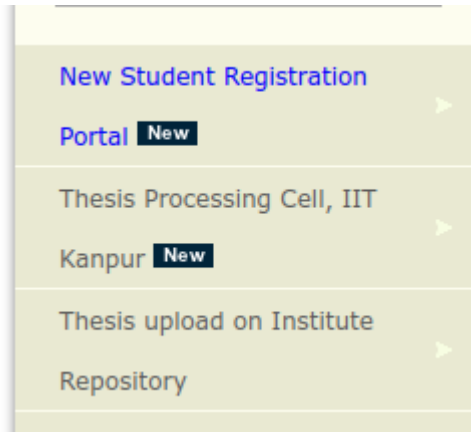 New Student Registration
Portal New
Thesis Processing Cell, IIT
Kanpur New
Thesis upload on Institute
Repository